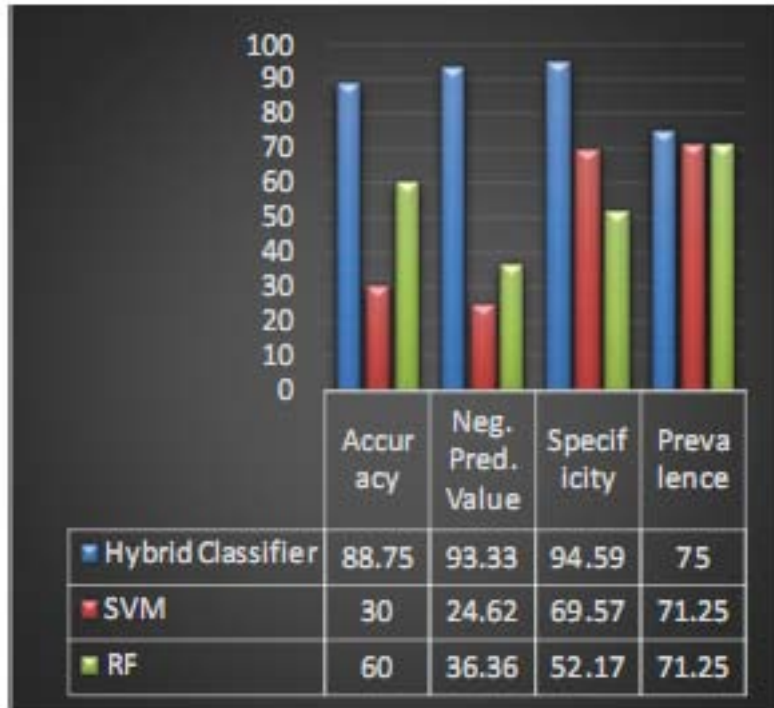 100
90
80
70
60
50
40
30
20
10
0
Accur
acy
Neg.
Pred.
Value
Specif
icity
Preva
lence
Hybrid Classifier 88.75 93.33 94.59 75
SVM 30 24.62 69.57 71.25
RF 60 36.36 52.17 71.25